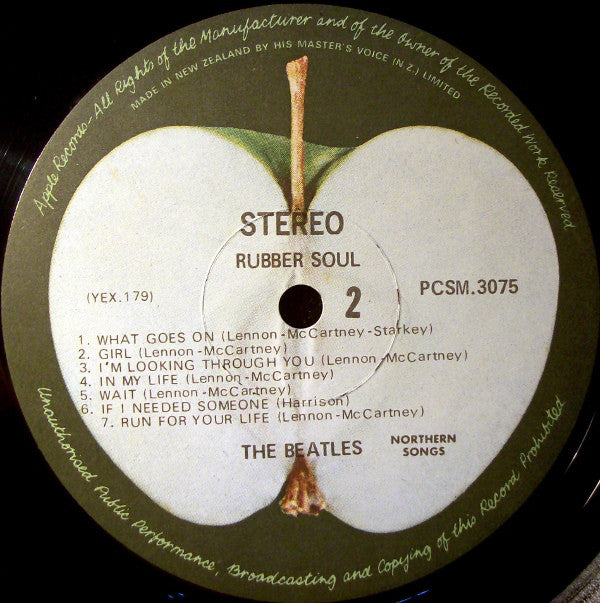 Apple Records-All Rights of the Manufacturer and of the Owner of the Recorded Work Reserved
MADE IN NEW ZEALAND BY HIS MASTER'S VOICE (N.Z.) LIMITED
STEREO
RUBBER SOUL
(YEX.179)
2
PCSM.3075
1. WHAT GOES ON (Lennon-McCartney-Starkey)
2. GIRL (Lennon-McCartney)
3. I'M LOOKING THROUGH YOU (Lennon-McCartney)
4. IN MY LIFE (Lennon-McCartney)
5. WAIT (Lennon-McCartney)
6. IF I NEEDED SOMEONE (Harrison)
7. RUN FOR YOUR LIFE (Lennon-McCartney)
THE BEATLES
NORTHERN
SONGS
Unauthorised Public Performance, Broadcasting and Copying of this Record Prohibited